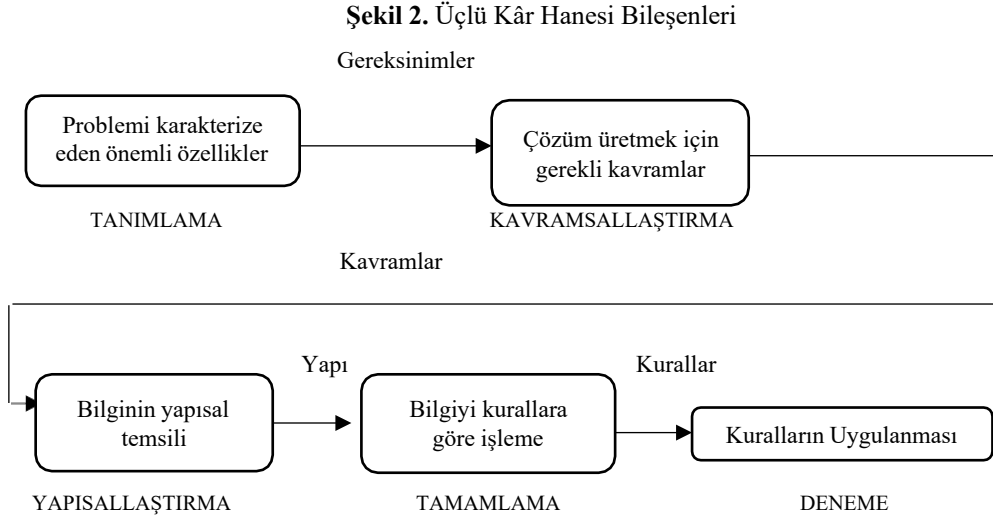 Şekil 2. Üçlü Kâr Hanesi Bileşenleri
Gereksinimler
Problemi karakterize
eden önemli özellikler
Çözüm üretmek için
gerekli kavramlar
TANIMLAMA
KAVRAMSALLAŞTIRMA
Kavramlar
Yapı
Kurallar
Bilginin yapısal
temsili
Bilgiyi kurallara
göre işleme
Kuralların Uygulanması
YAPISALLAŞTIRMA
TAMAMLAMA
DENEME